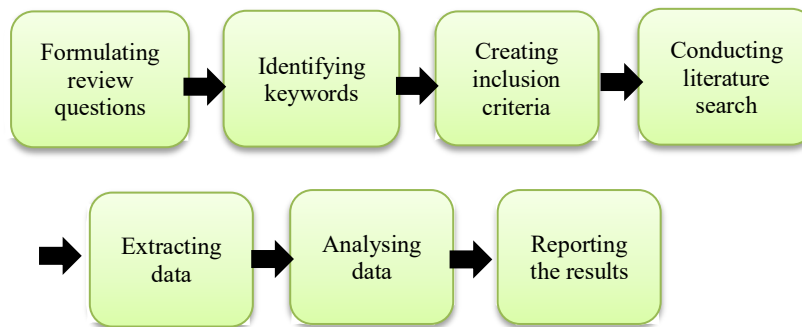 Formulating
review
questions
Identifying
keywords
Creating
inclusion
criteria
Conducting
literature
search
Extracting
data
Analysing
data
Reporting
the results